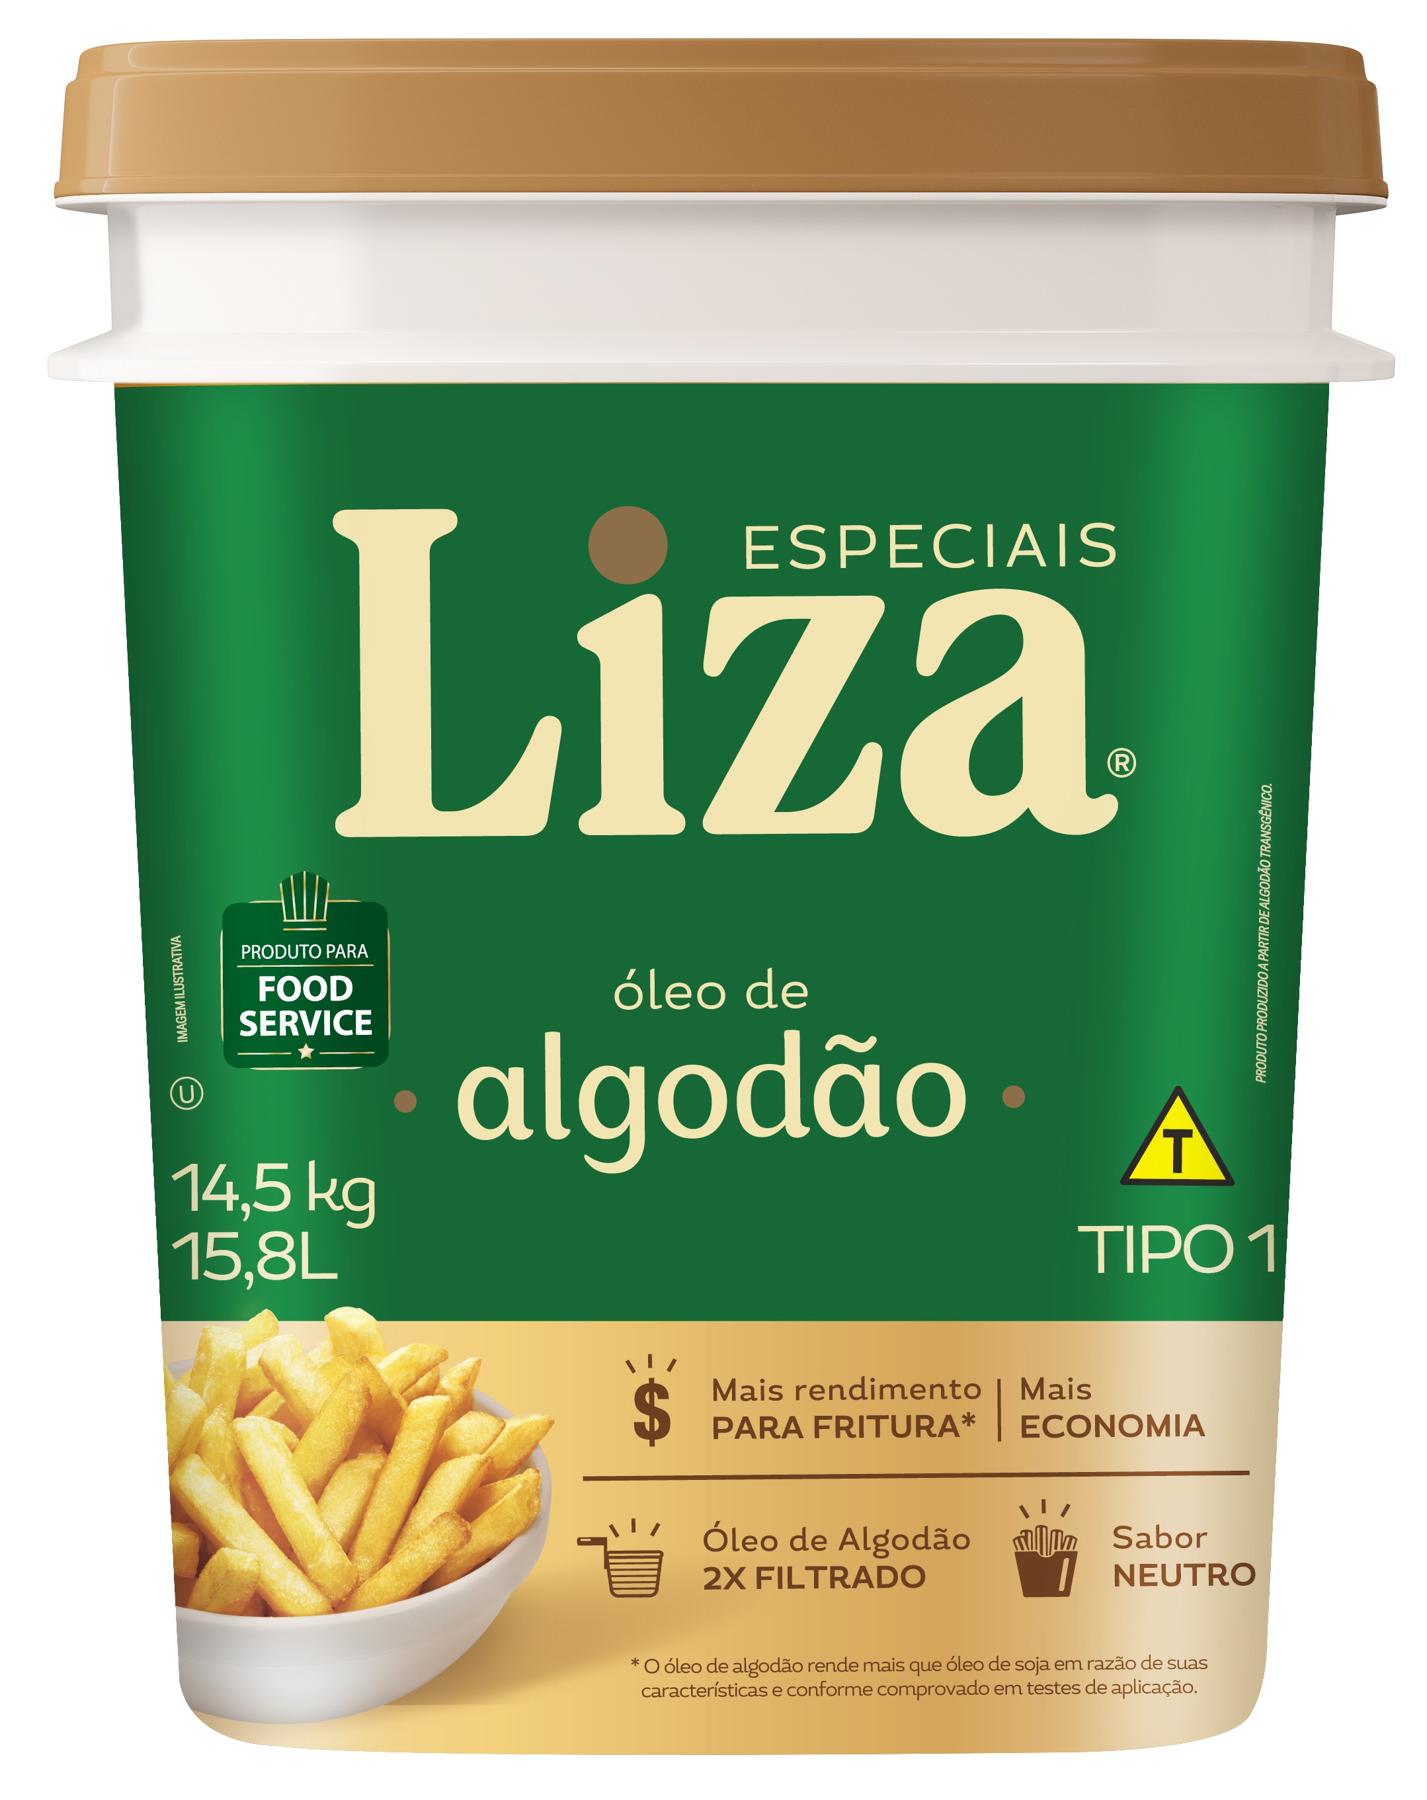 ESPECIAIS
Liza®
PRODUTO PARA
FOOD
SERVICE
IMAGEM ILUSTRATIVA
U
óleo de
algodão
PRODUTO PRODUZIDO A PARTIR DE ALGODÃO TRANSGÊNICO.
T
TIPO 1
14,5 kg
15,8L
$
Mais rendimento
PARA FRITURA*
Mais
ECONOMIA
Óleo de Algodão
2X FILTRADO
Sabor
NEUTRO
* O óleo de algodão rende mais que óleo de soja em razão de suas
características e conforme comprovado em testes de aplicação.